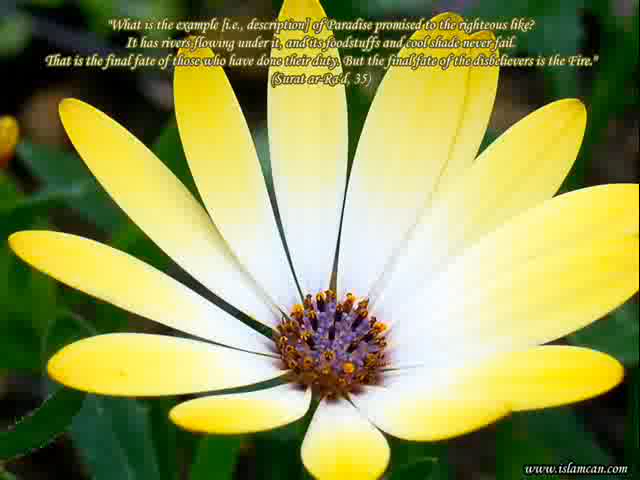 "What is the example [i.e., description] of Paradise promised to the righteous like?
It has rivers flowing under it, and its foodstuffs and cool shade never fail.
That is the final fate of those who have done their duty. But the final fate of the disbelievers is the Fire."
(Surat ar-Ra'd, 35)
www.islamcan.com